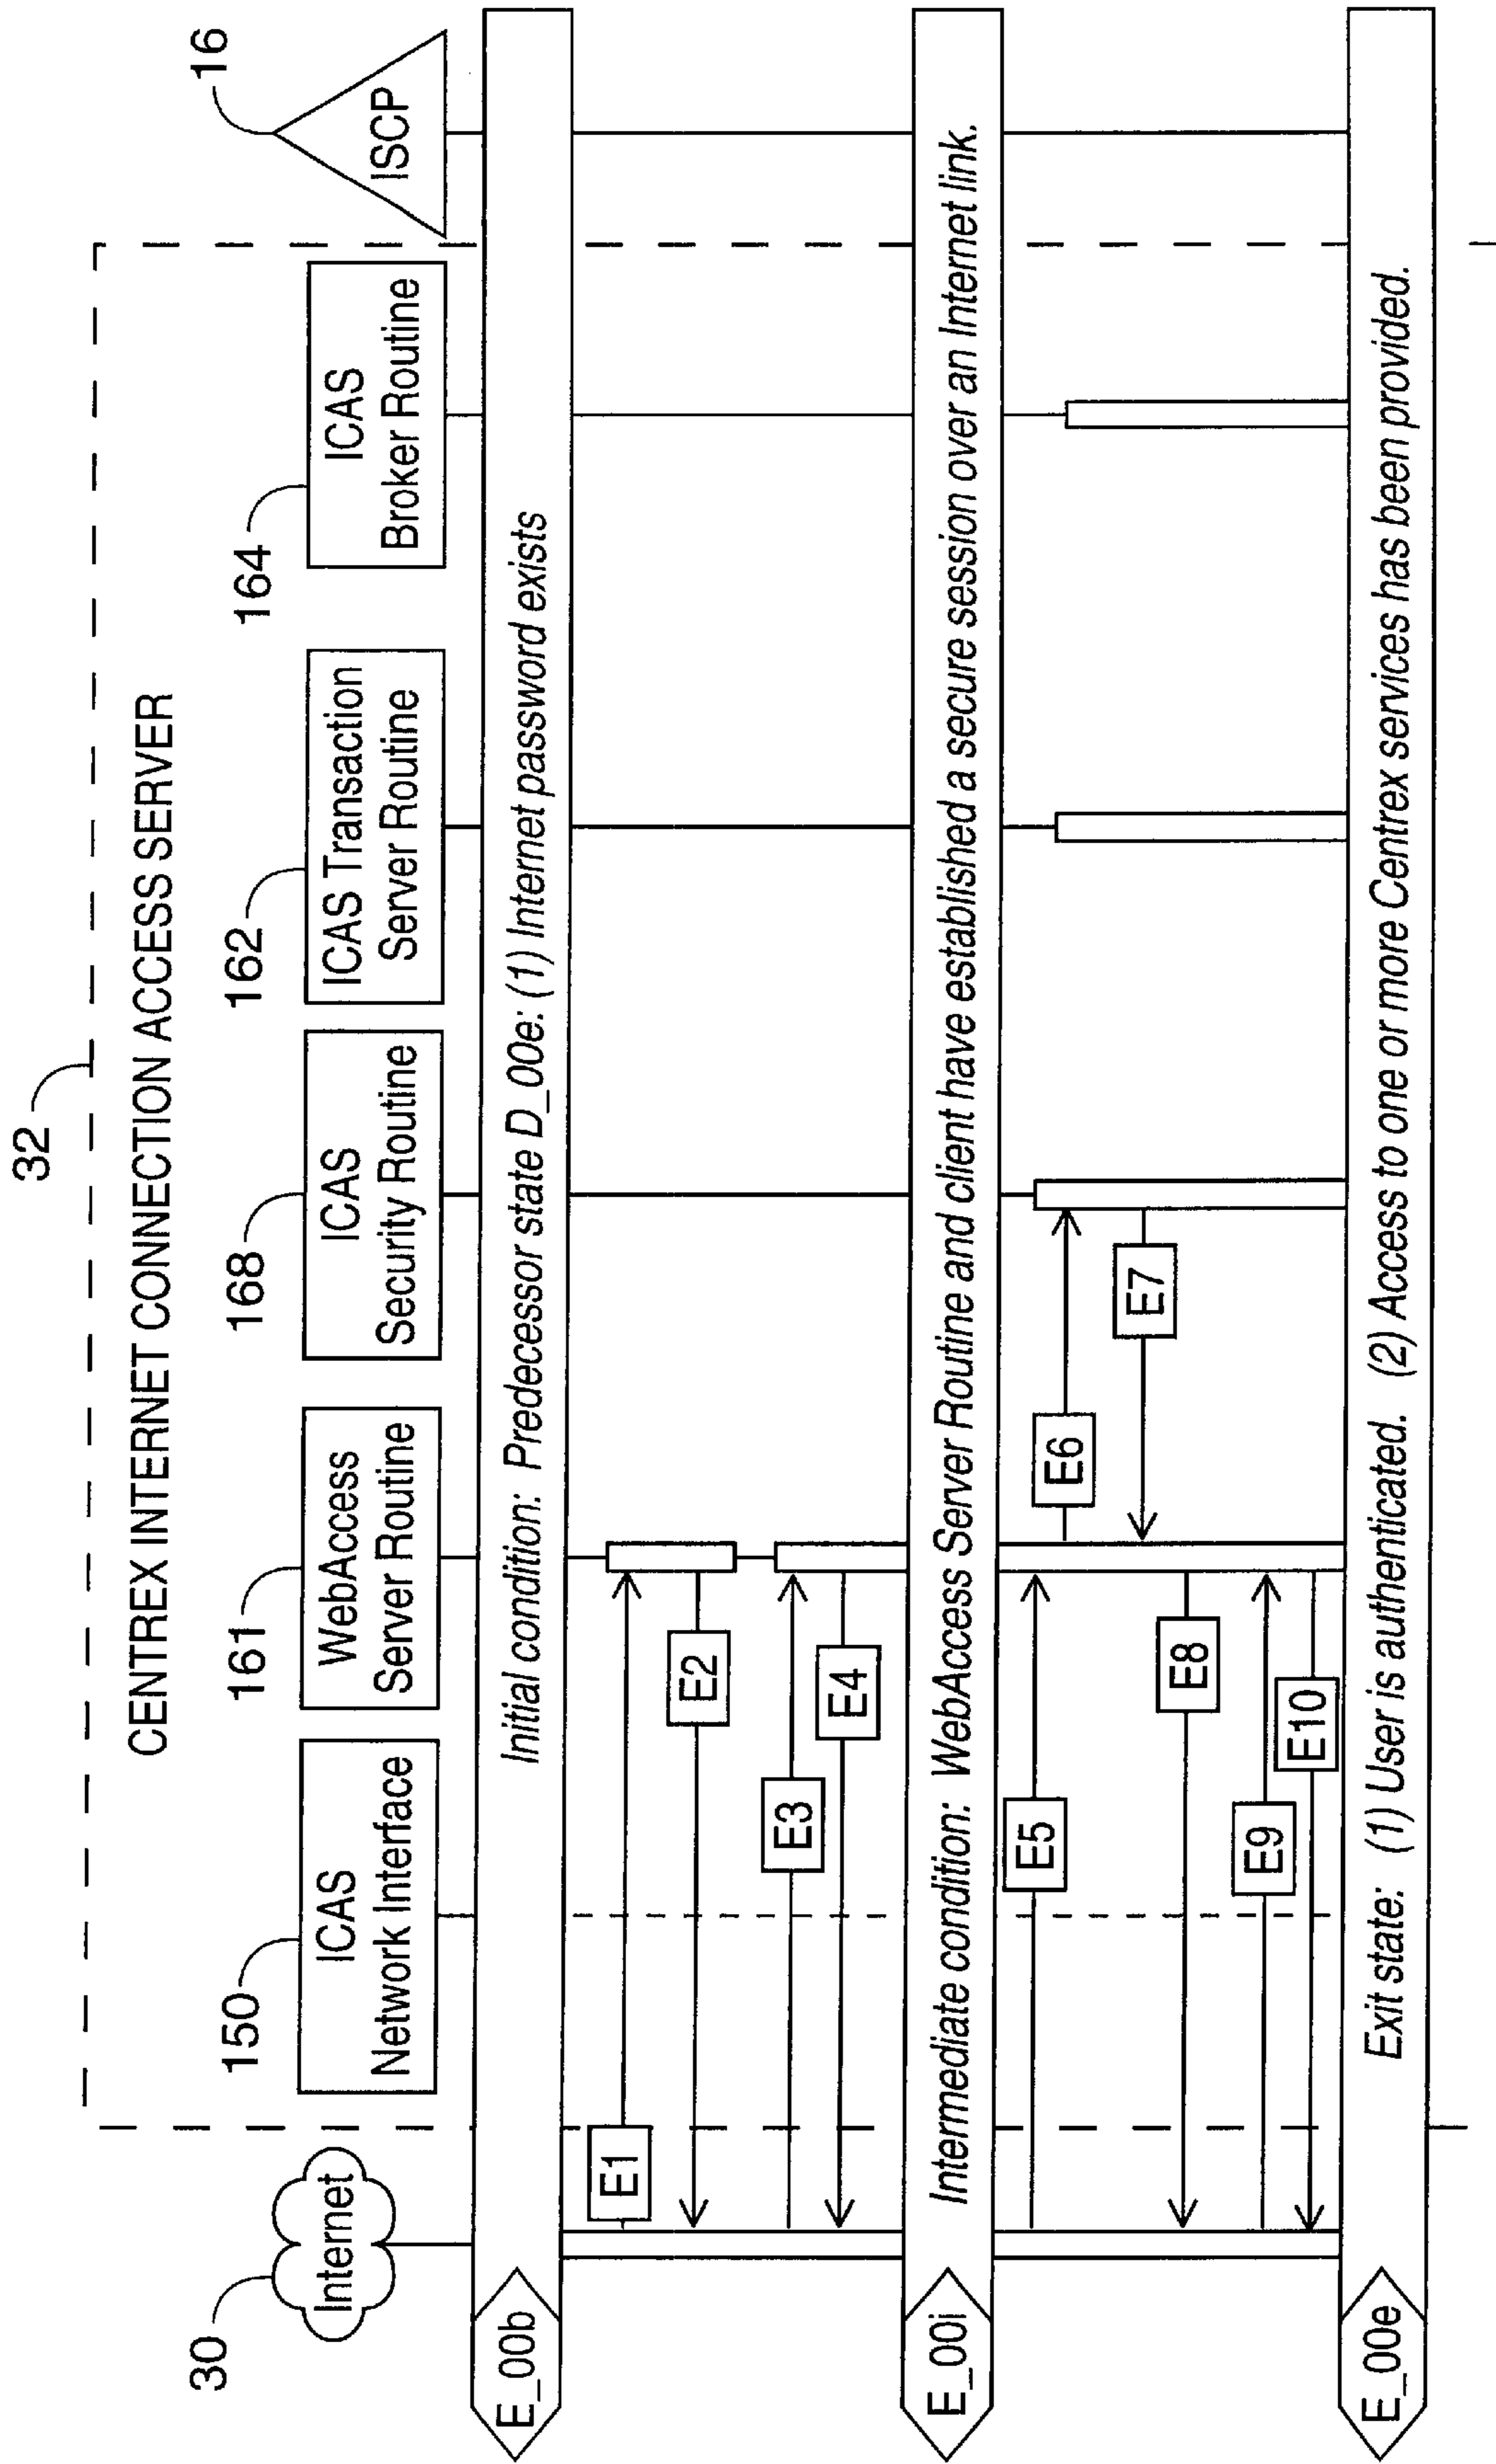 32
CENTREX INTERNET CONNECTION ACCESS SERVER
30
Internet
150
ICAS
Network Interface
161
WebAccess
Server Routine
168
ICAS
Security Routine
162
ICAS Transaction
Server Routine
164
ICAS
Broker Routine
16
ISCP
E_00b
Initial condition: Predecessor state D_00e: (1) Internet password exists
E1
E2
E3
E4
E_00i
Intermediate condition: WebAccess Server Routine and client have established a secure session over an Internet link.
E5
E6
E7
E8
E9
E10
E_00e
Exit state: (1) User is authenticated. (2) Access to one or more Centrex services has been provided.